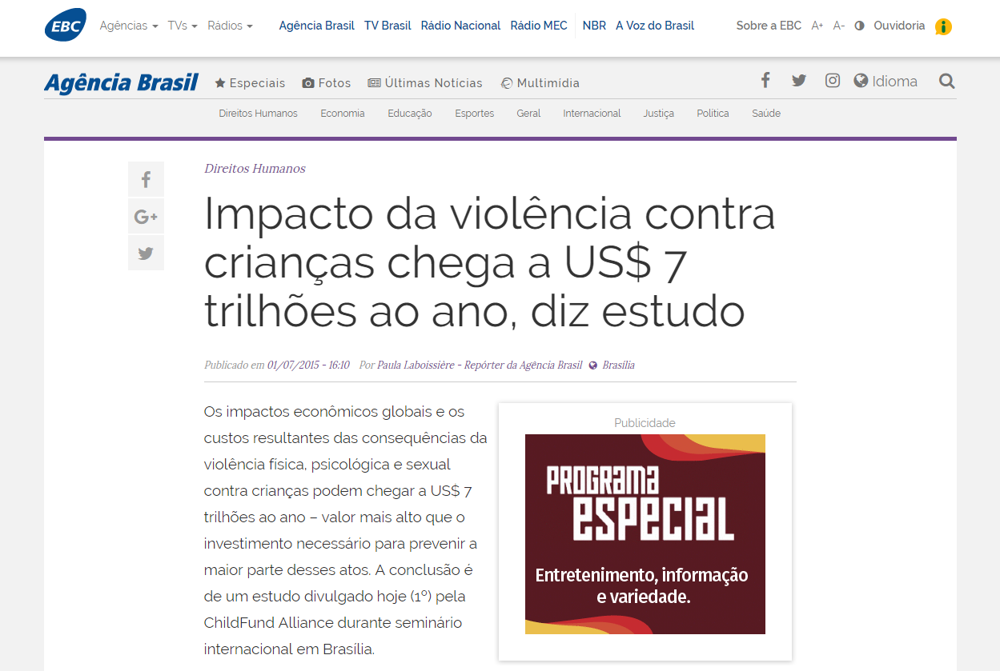 EBC Agências TVs Rádios Agência Brasil TV Brasil Rádio Nacional Rádio MEC NBR A Voz do Brasil Sobre a EBC A+ A- Ouvidoria i
Agência Brasil Especiais Fotos Últimas Notícias Multimídia Idioma
Direitos Humanos Economia Educação Esportes Geral Internacional Justiça Política Saúde
Direitos Humanos
Impacto da violência contra
crianças chega a US$ 7
trilhões ao ano, diz estudo
Publicado em 01/07/2015 - 16:10 Por Paula Laboissière - Repórter da Agência Brasil Brasília
Os impactos econômicos globais e os
custos resultantes das consequências da
violência física, psicológica e sexual
contra crianças podem chegar a US$ 7
trilhões ao ano – valor mais alto que o
investimento necessário para prevenir a
maior parte desses atos. A conclusão é
de um estudo divulgado hoje (1º) pela
ChildFund Alliance durante seminário
internacional em Brasília.
Publicidade
PROGRAMA
ESPECIAL
Entretenimento, informação
e variedade.